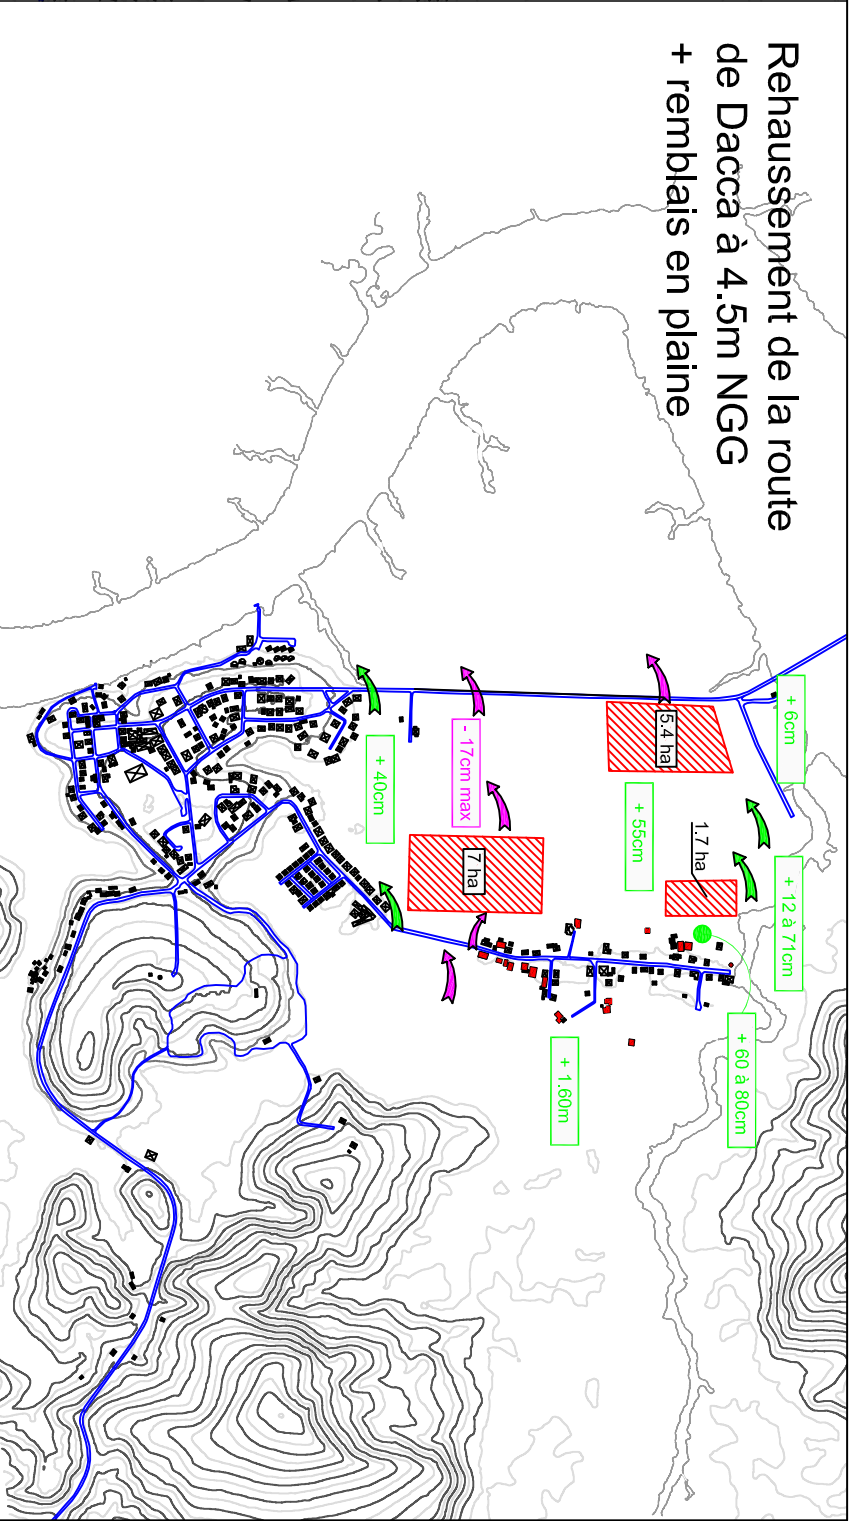 Rehaussement de la route
de Dacca à 4.5m NGG
+ remblais en plaine
+ 6cm
5.4 ha
- 17cm max
+ 40cm
+ 55cm
1.7 ha
7 ha
+ 12 à 71cm
+ 60 à 80cm
+ 1.60m